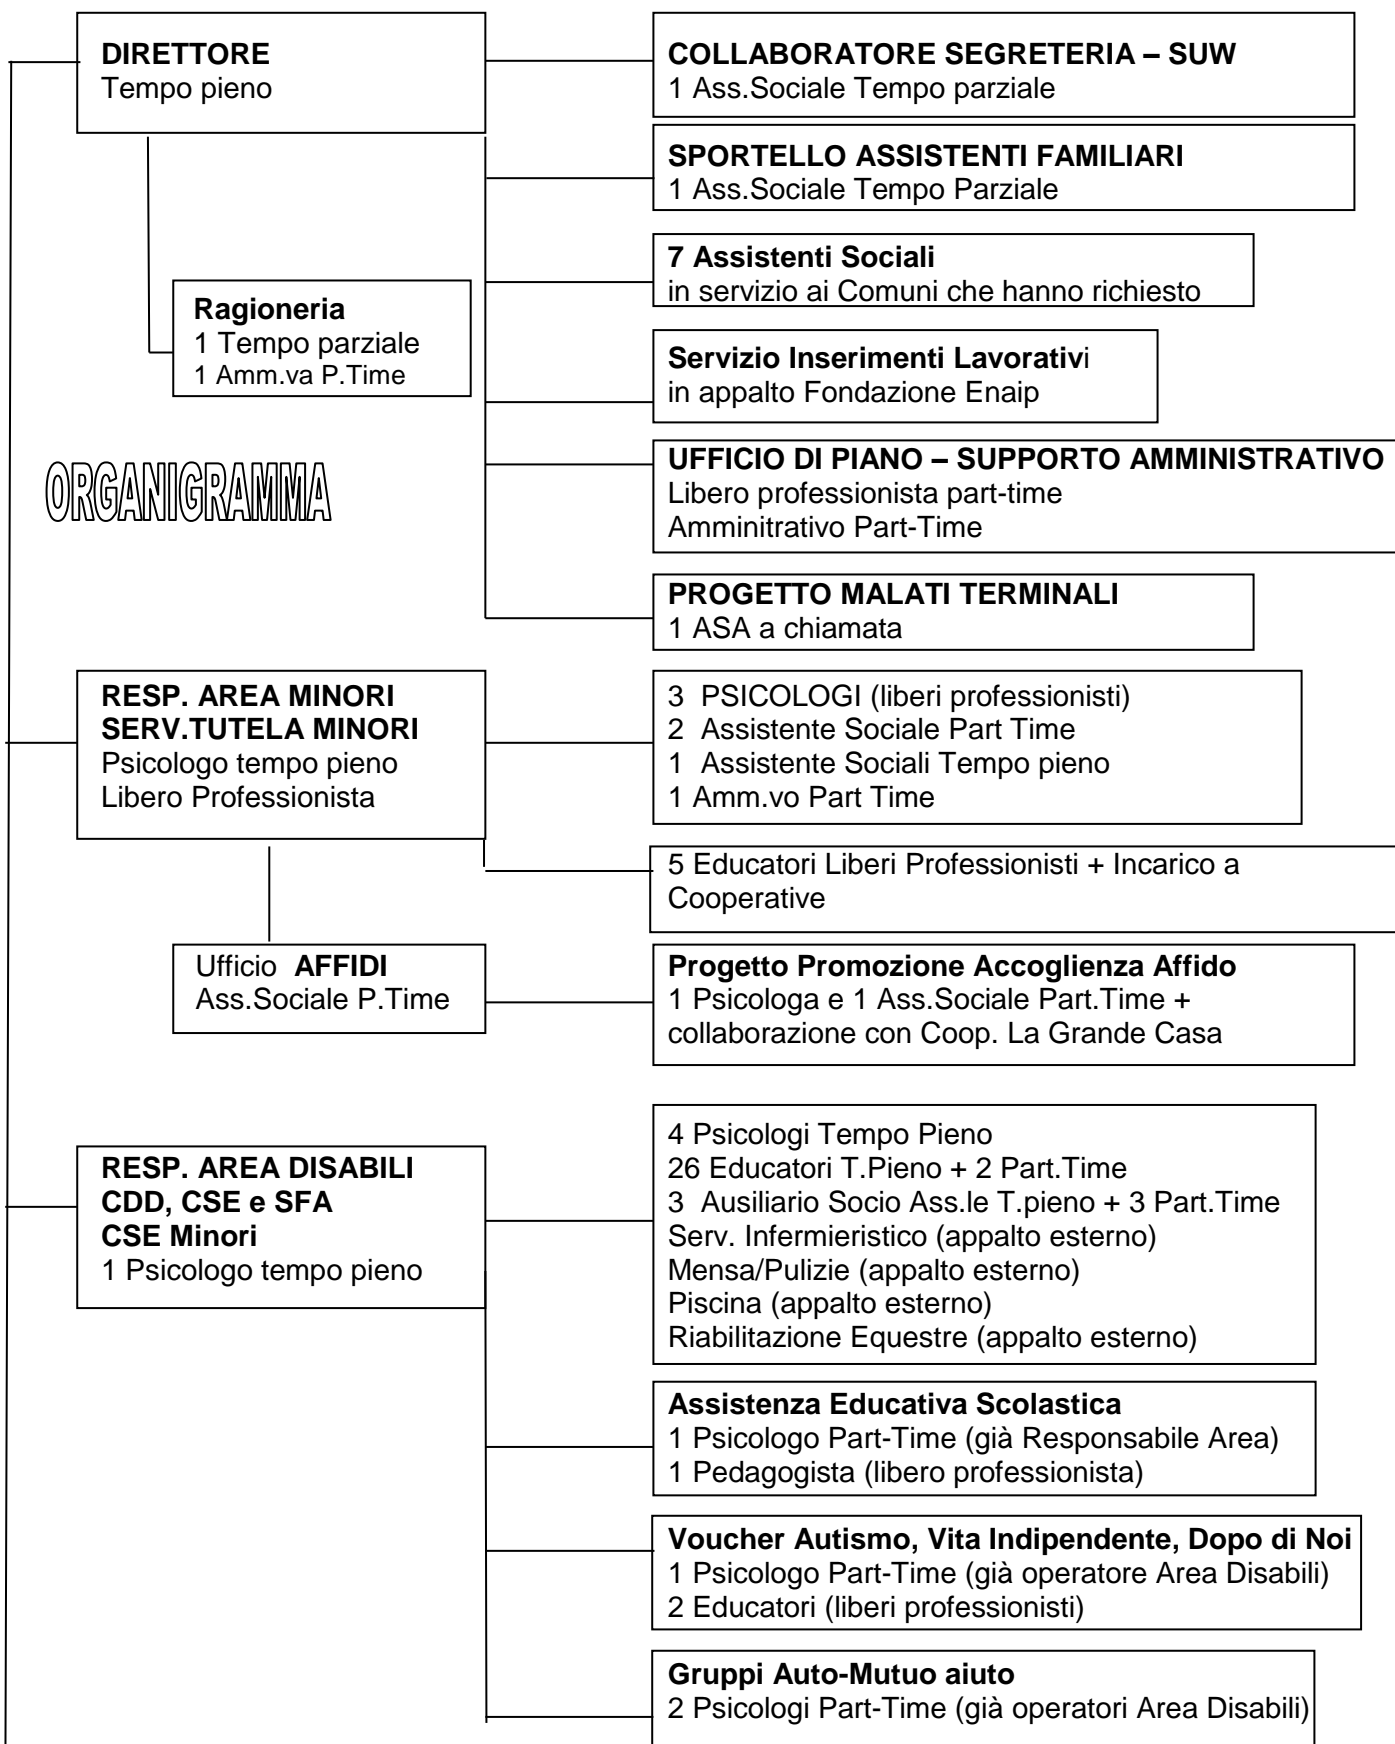 DIRETTORE
Tempo pieno
COLLABORATORE SEGRETERIA – SUW
1 Ass.Sociale Tempo parziale
SPORTELLO ASSISTENTI FAMILIARI
1 Ass.Sociale Tempo Parziale
7 Assistenti Sociali
in servizio ai Comuni che hanno richiesto
Ragioneria
1 Tempo parziale
1 Amm.va P.Time
Servizio Inserimenti Lavorativi
in appalto Fondazione Enaip
ORGANIGRAMMA
UFFICIO DI PIANO – SUPPORTO AMMINISTRATIVO
Libero professionista part-time
Amminitrativo Part-Time
PROGETTO MALATI TERMINALI
1 ASA a chiamata
RESP. AREA MINORI
SERV.TUTELA MINORI
Psicologo tempo pieno
Libero Professionista
3 PSICOLOGI (liberi professionisti)
2 Assistente Sociale Part Time
1 Assistente Sociali Tempo pieno
1 Amm.vo Part Time
5 Educatori Liberi Professionisti + Incarico a
Cooperative
Ufficio AFFIDI
Ass.Sociale P.Time
Progetto Promozione Accoglienza Affido
1 Psicologa e 1 Ass.Sociale Part.Time +
collaborazione con Coop. La Grande Casa
RESP. AREA DISABILI
CDD, CSE e SFA
CSE Minori
1 Psicologo tempo pieno
4 Psicologi Tempo Pieno
26 Educatori T.Pieno + 2 Part.Time
3 Ausiliario Socio Ass.le T.pieno + 3 Part.Time
Serv. Infermieristico (appalto esterno)
Mensa/Pulizie (appalto esterno)
Piscina (appalto esterno)
Riabilitazione Equestre (appalto esterno)
Assistenza Educativa Scolastica
1 Psicologo Part-Time (già Responsabile Area)
1 Pedagogista (libero professionista)
Voucher Autismo, Vita Indipendente, Dopo di Noi
1 Psicologo Part-Time (già operatore Area Disabili)
2 Educatori (liberi professionisti)
Gruppi Auto-Mutuo aiuto
2 Psicologi Part-Time (già operatori Area Disabili)